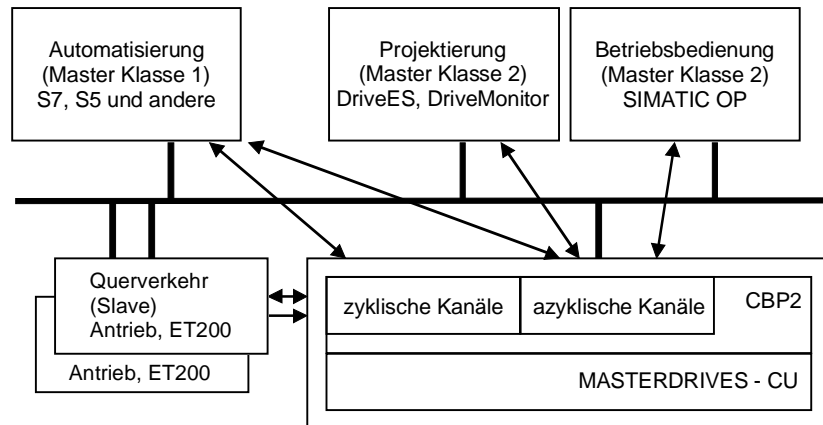 Automatisierung
(Master Klasse 1)
S7, S5 und andere
Projektierung
(Master Klasse 2)
DriveES, DriveMonitor
Betriebsbedienung
(Master Klasse 2)
SIMATIC OP
Querverkehr
(Slave)
Antrieb, ET200
Antrieb, ET200
zyklische Kanäle
azyklische Kanäle
CBP2
MASTERDRIVES - CU